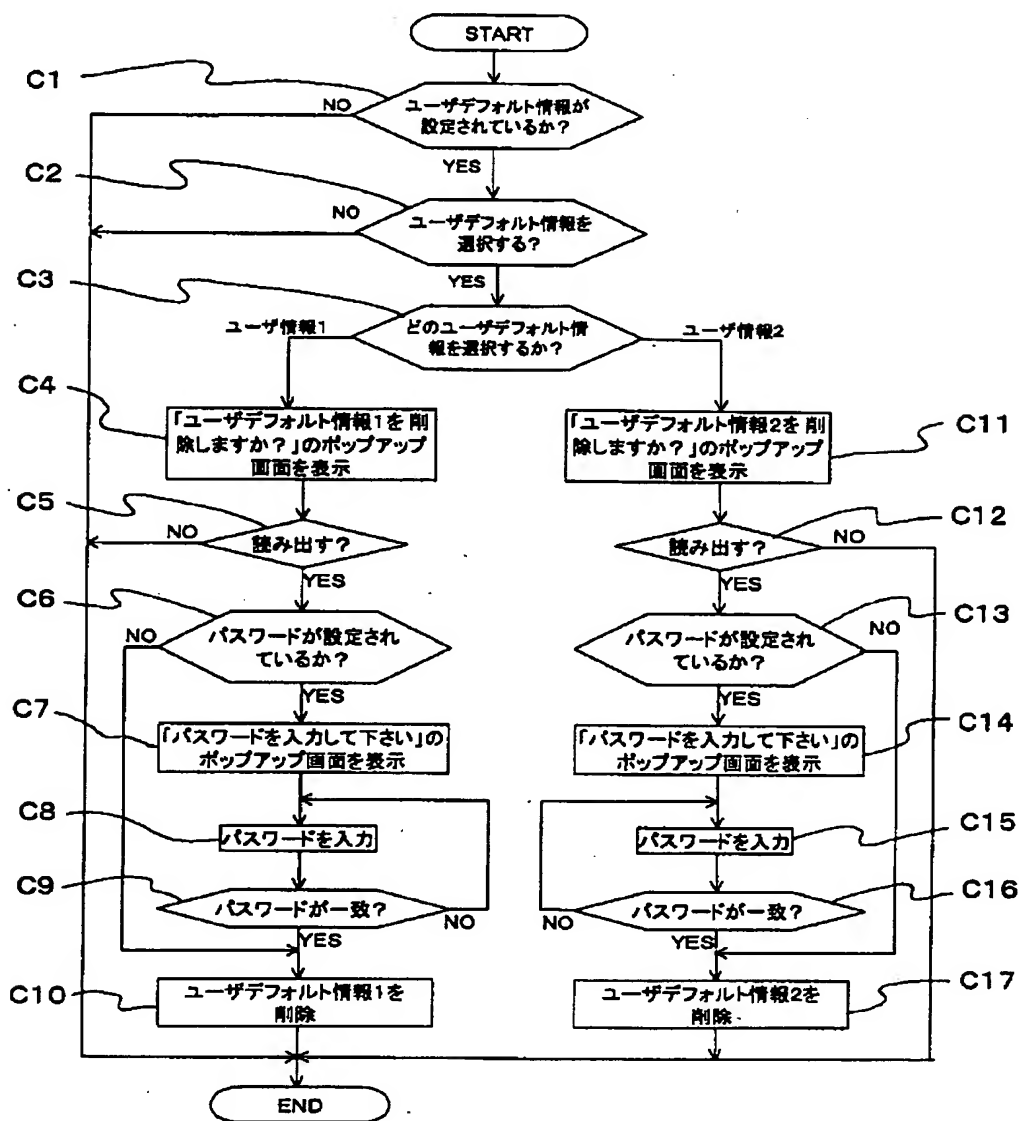 START
C1
NO
ユーザデフォルト情報が
設定されているか？
YES
C2
NO
ユーザデフォルト情報を
選択する？
YES
C3
ユーザ情報1
どのユーザデフォルト情
報を選択するか？
ユーザ情報2
C4
「ユーザデフォルト情報1を 削
除しますか？」のポップアップ
画面を表示
「ユーザデフォルト情報2を 削
除しますか？」のポップアップ
画面を表示
C11
C5
NO
読み出す？
YES
C12
読み出す？
NO
YES
C6
NO
パスワードが設定され
ているか？
YES
C13
パスワードが設定され
ているか？
NO
YES
C7
「パスワードを入力して下さい」の
ポップアップ画面を表示
「パスワードを入力して下さい」の
ポップアップ画面を表示
C14
C8
パスワードを入力
パスワードを入力
C15
C9
パスワードが一致？
NO
YES
C16
パスワードが一致？
NO
YES
C10
ユーザデフォルト情報1を
削除
ユーザデフォルト情報2を
削除
C17
END